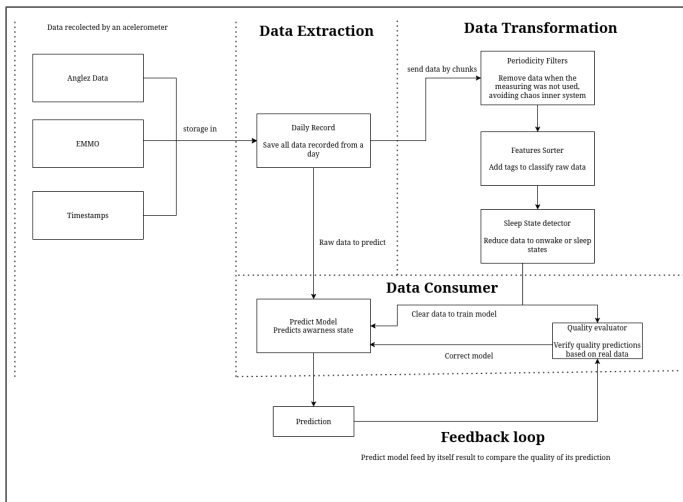 Data recolected by an acelerometer
Data Extraction
Data Transformation
Anglez Data
EMMO
Timestamps
storage in
Daily Record
Save all data recorded from a
day
send data by chunks
Periodicity Filters
Remove data when the
measuring was not used,
avoiding chaos inner system
Features Sorter
Add tags to classify raw data
Sleep State detector
Reduce data to onwake or sleep
states
Raw data to predict
Data Consumer
Predict Model
Predicts awarness state
Clear data to train model
Correct model
Quality evaluator
Verify quality predictions
based on real data
Prediction
Feedback loop
Predict model feed by itself result to compare the quality of its prediction